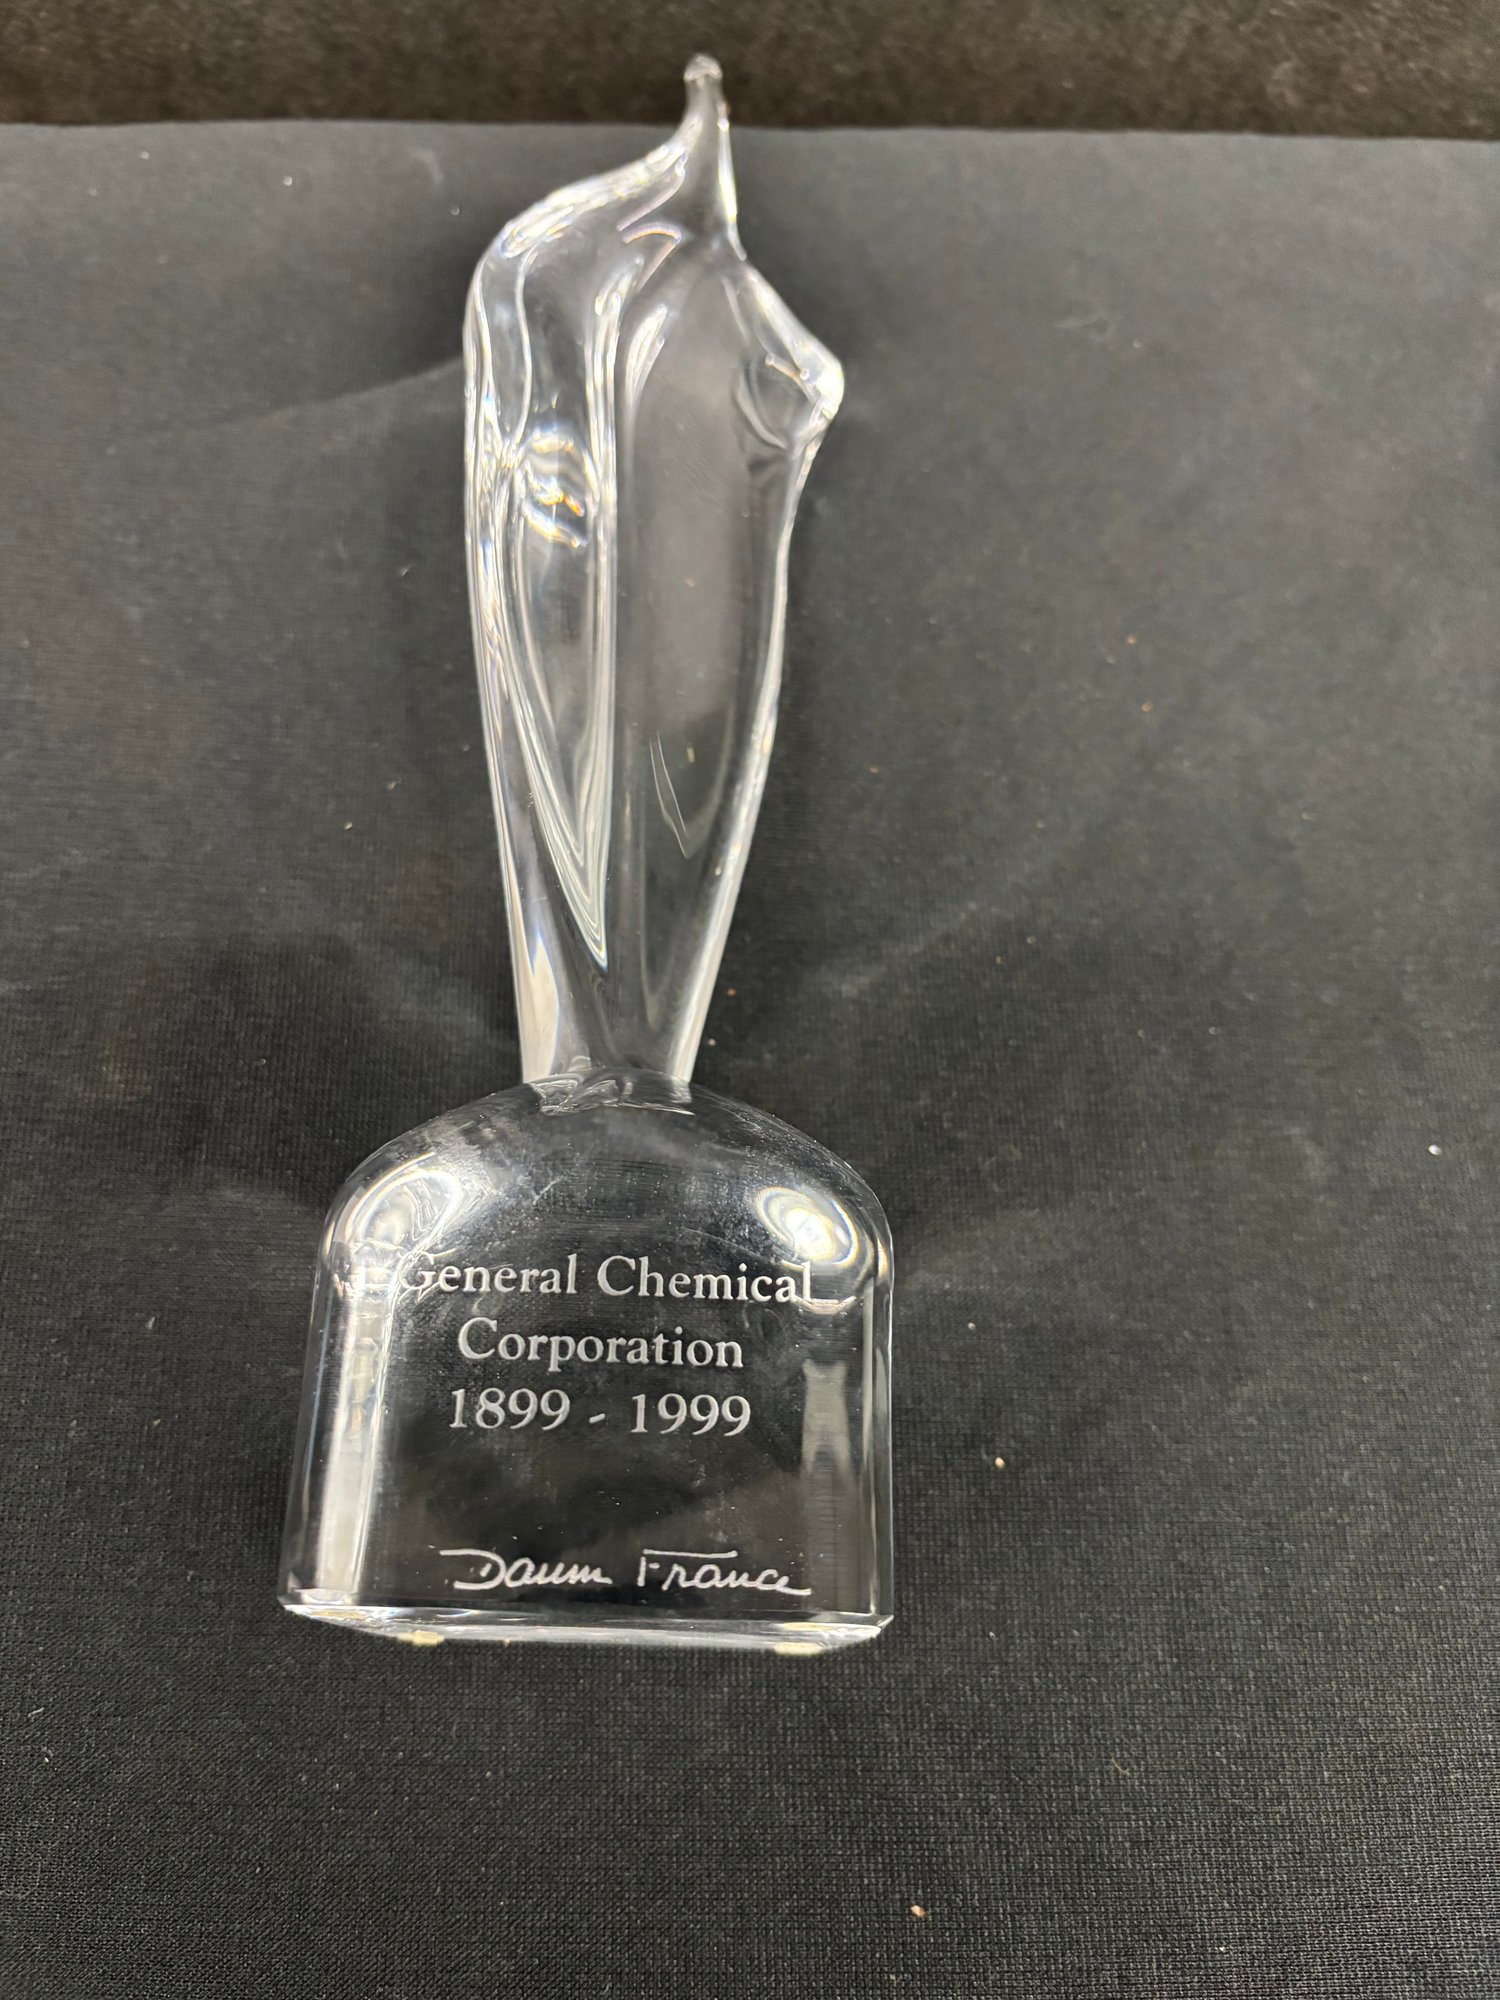 General Chemical
Corporation
1899 - 1999
Daum France